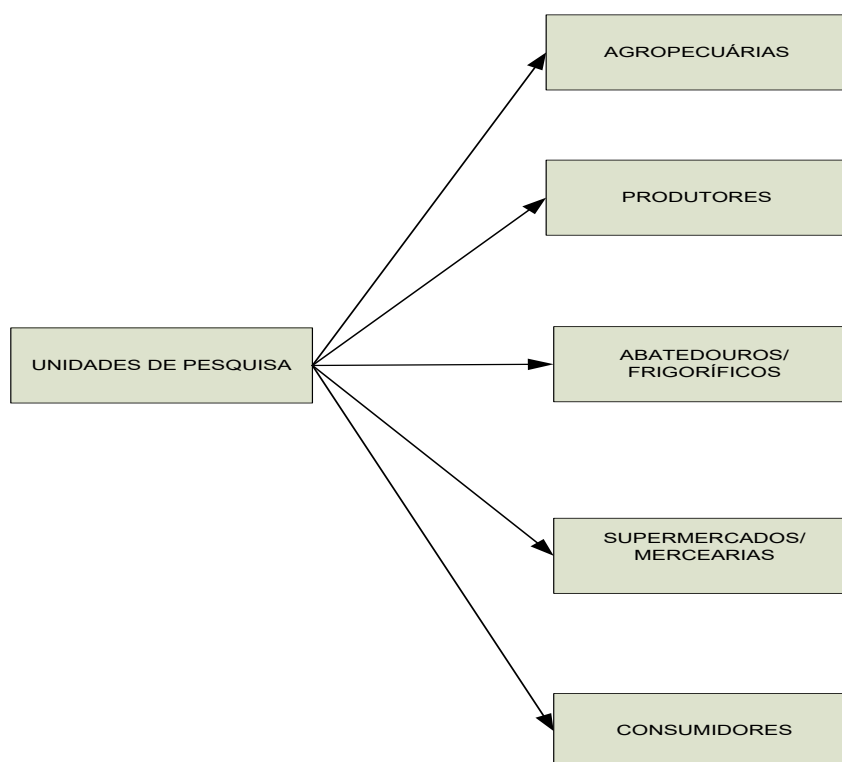 AGROPECUÁRIAS
PRODUTORES
UNIDADES DE PESQUISA
ABATEDOUROS/
FRIGORÍFICOS
SUPERMERCADOS/
MERCEARIAS
CONSUMIDORES